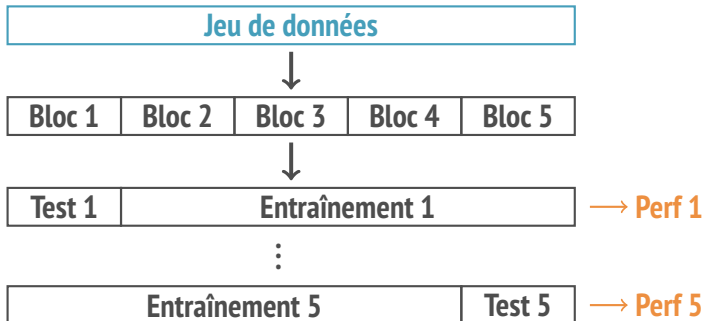 Jeu de données
Bloc 1 Bloc 2 Bloc 3 Bloc 4 Bloc 5
Test 1 Entraînement 1 → Perf 1
⋮
Entraînement 5 Test 5 → Perf 5